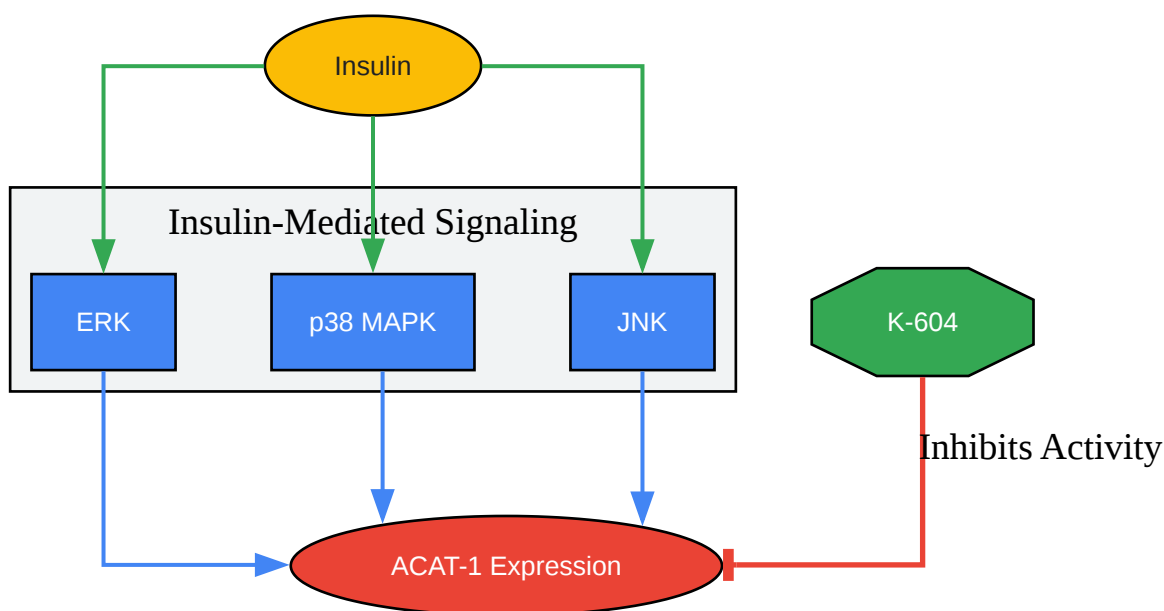 Insulin
Insulin-Mediated Signaling
ERK
p38 MAPK
JNK
K-604
Inhibits Activity
ACAT-1 Expression